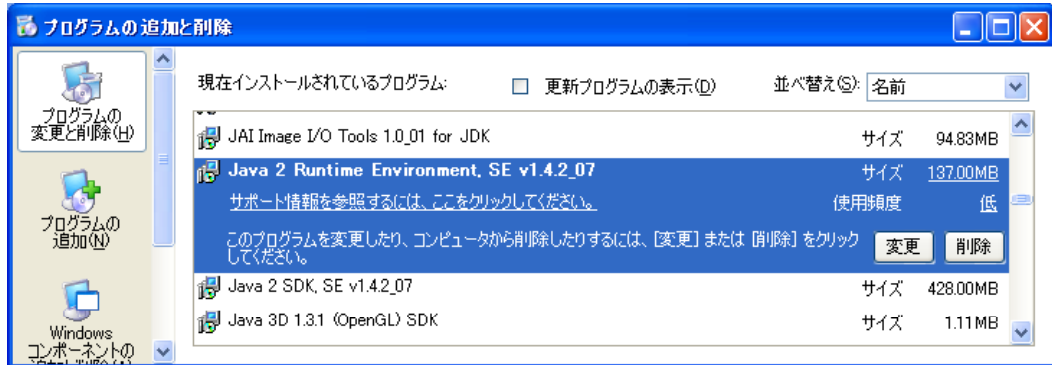 プログラムの追加と削除
現在インストールされているプログラム: 更新プログラムの表示(D) 並べ替え(S): 名前
プログラムの
変更と削除(H)
JAI Image I/O Tools 1.0_01 for JDK サイズ 94.83MB
Java 2 Runtime Environment, SE v1.4.2_07 サイズ 137.00MB
サポート情報を参照するには、ここをクリックしてください。 使用頻度 低
プログラムの
追加(N)
このプログラムを変更したり、コンピュータから削除したりするには、[変更] または [削除] をクリック
してください。 変更 削除
Java 2 SDK, SE v1.4.2_07 サイズ 428.00MB
Java 3D 1.3.1 (OpenGL) SDK サイズ 1.11MB
Windows
コンポーネントの